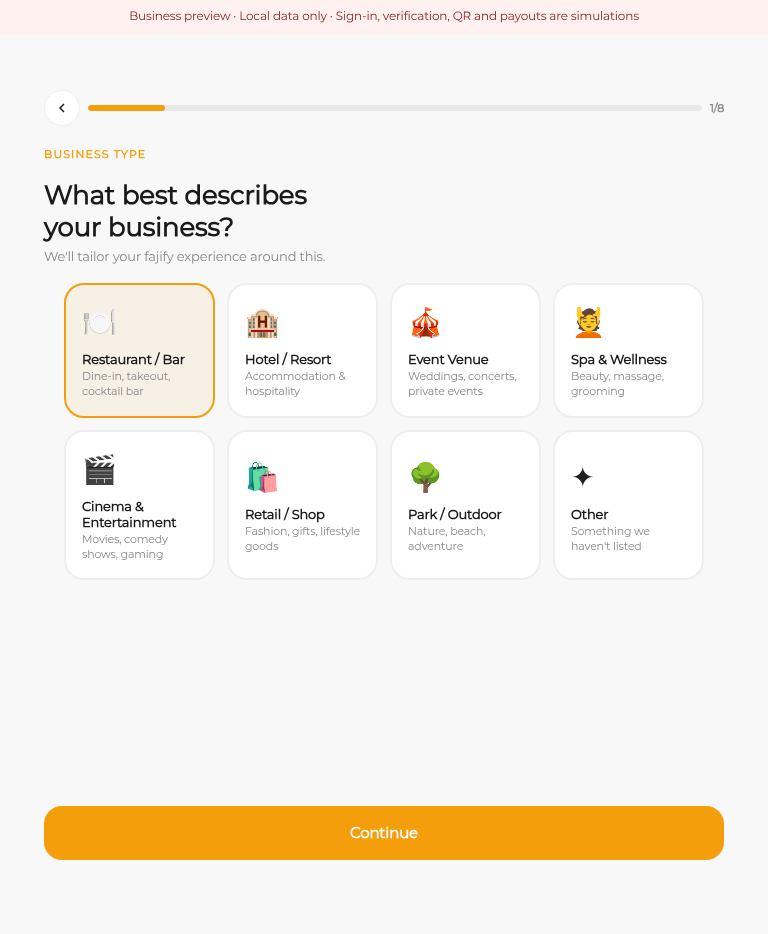 Business preview · Local data only · Sign-in, verification, QR and payouts are simulations
1/8
BUSINESS TYPE
What best describes
your business?
We'll tailor your fajify experience around this.
Restaurant / Bar
Dine-in, takeout,
cocktail bar
H
Hotel / Resort
Accommodation &
hospitality
Event Venue
Weddings, concerts,
private events
Spa & Wellness
Beauty, massage,
grooming
Cinema &
Entertainment
Movies, comedy
shows, gaming
Retail / Shop
Fashion, gifts, lifestyle
goods
Park / Outdoor
Nature, beach,
adventure
Other
Something we
haven't listed
Continue